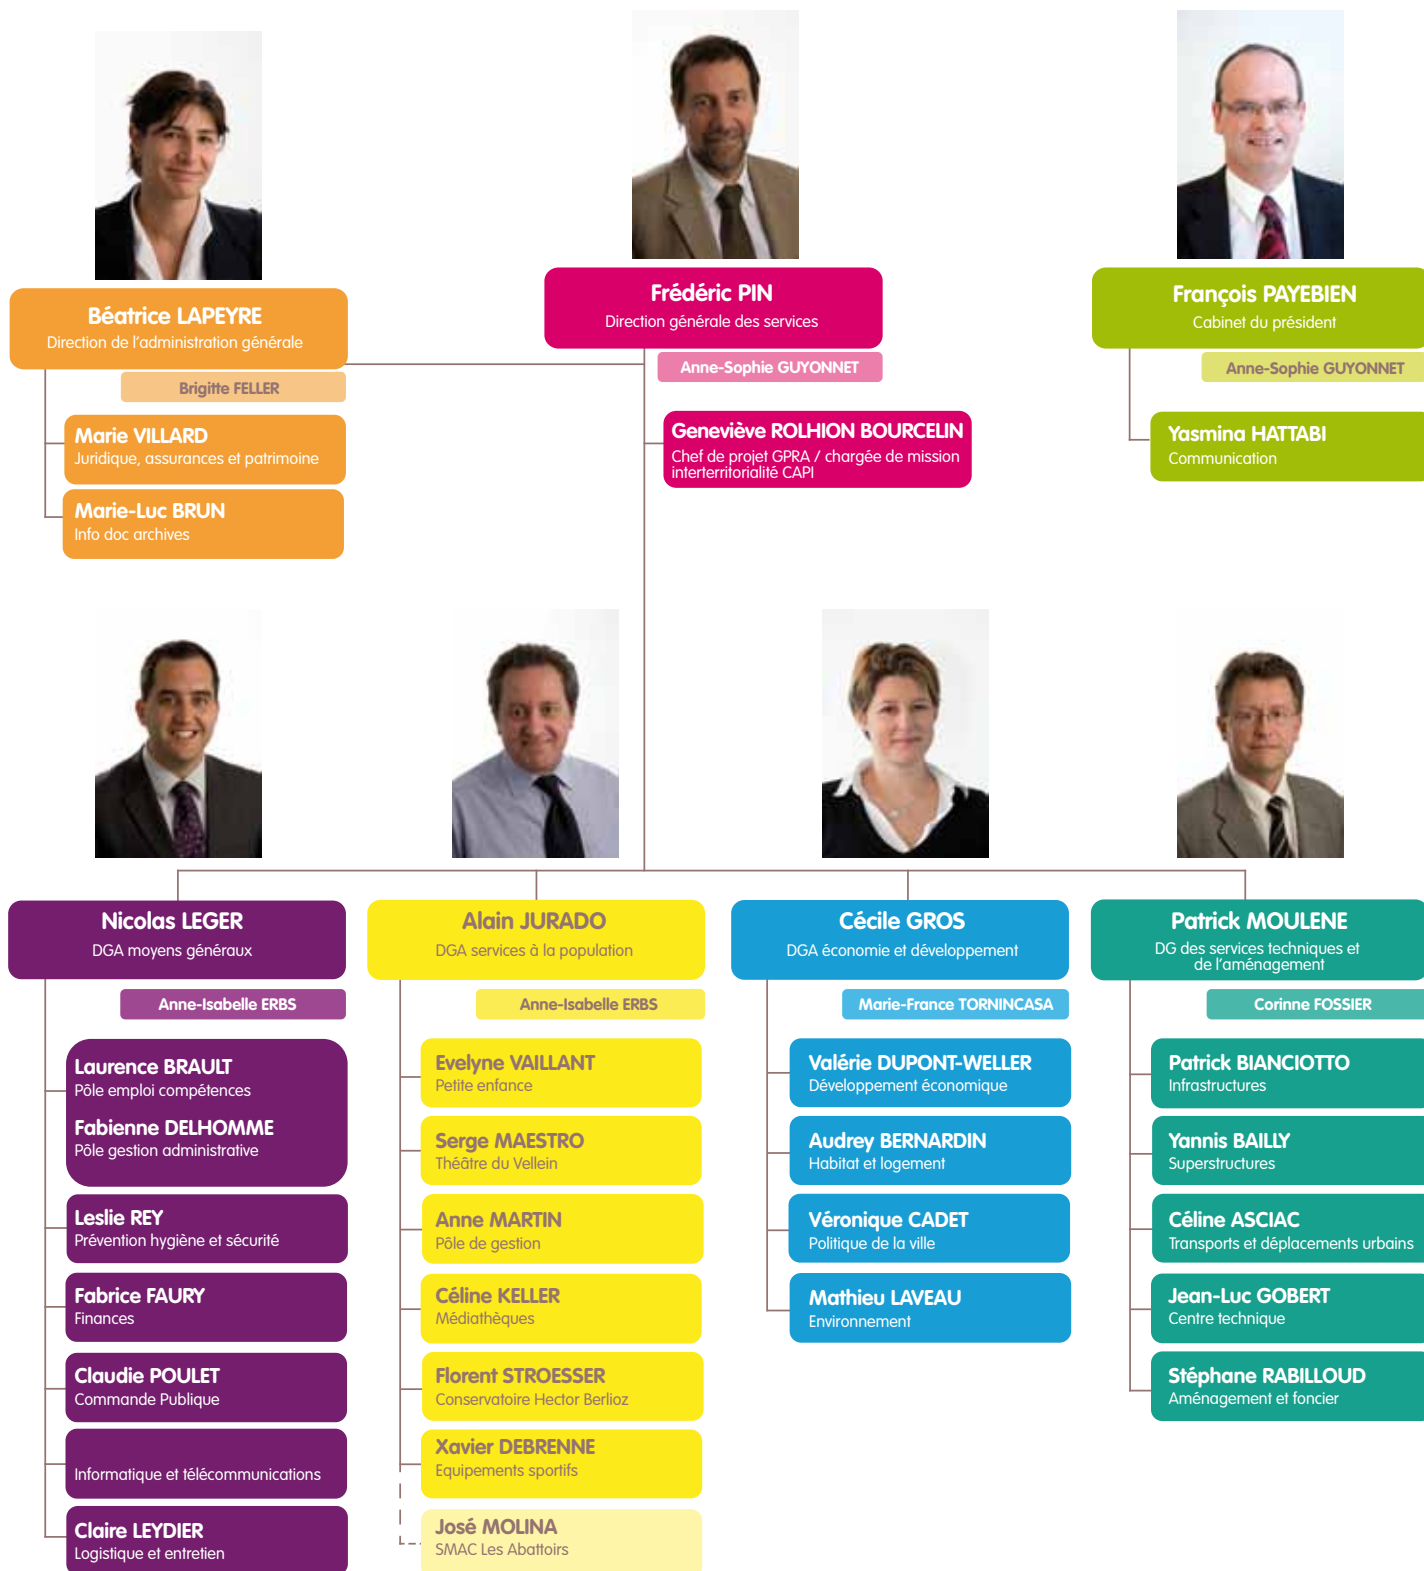 Béatrice LAPEYRE
Direction de l'administration générale
Brigitte FELLER
Marie VILLARD
Juridique, assurances et patrimoine
Marie-Luc BRUN
Info doc archives
Frédéric PIN
Direction générale des services
Anne-Sophie GUYONNET
Geneviève ROLHION BOURCELIN
Chef de projet GPRA / chargée de mission
interterritorialité CAPI
François PAYEBIEN
Cabinet du président
Anne-Sophie GUYONNET
Yasmina HATTABI
Communication
Nicolas LEGER
DGA moyens généraux
Anne-Isabelle ERBS
Laurence BRAULT
Pôle emploi compétences
Fabienne DELHOMME
Pôle gestion administrative
Leslie REY
Prévention hygiène et sécurité
Fabrice FAURY
Finances
Claudie POULET
Commande Publique
Informatique et télécommunications
Claire LEYDIER
Logistique et entretien
Alain JURADO
DGA services à la population
Anne-Isabelle ERBS
Evelyne VAILLANT
Petite enfance
Serge MAESTRO
Théâtre du Vellein
Anne MARTIN
Pôle de gestion
Céline KELLER
Médiathèques
Florent STROESSER
Conservatoire Hector Berlioz
Xavier DEBRENNE
Equipements sportifs
José MOLINA
SMAC Les Abattoirs
Cécile GROS
DGA économie et développement
Marie-France TORNINCASA
Valérie DUPONT-WELLER
Développement économique
Audrey BERNARDIN
Habitat et logement
Véronique CADET
Politique de la ville
Mathieu LAVEAU
Environnement
Patrick MOULENE
DG des services techniques et
de l'aménagement
Corinne FOSSIER
Patrick BIANCIOTTO
Infrastructures
Yannis BAILLY
Superstructures
Céline ASCIAC
Transports et déplacements urbains
Jean-Luc GOBERT
Centre technique
Stéphane RABILLOUD
Aménagement et foncier